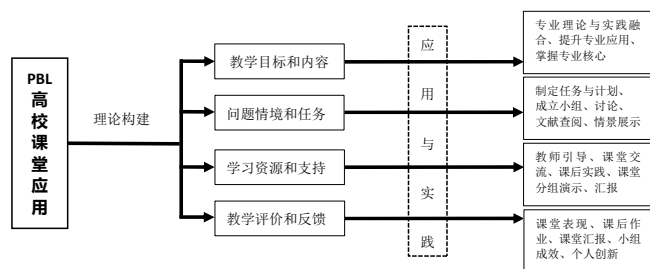 PBL
高
校
课
堂
应
用
理论构建
教学目标和内容
问题情境和任务
学习资源和支持
教学评价和反馈
应
用
与
实
践
专业理论与实践融
合、提升专业应用、
掌握专业核心
制定任务与计划、
成立小组、讨论、
文献查阅、情景展示
教师引导、课堂交
流、课后实践、课堂
分组演示、汇报
课堂表现、课后作
业、课堂汇报、小组
成效、个人创新